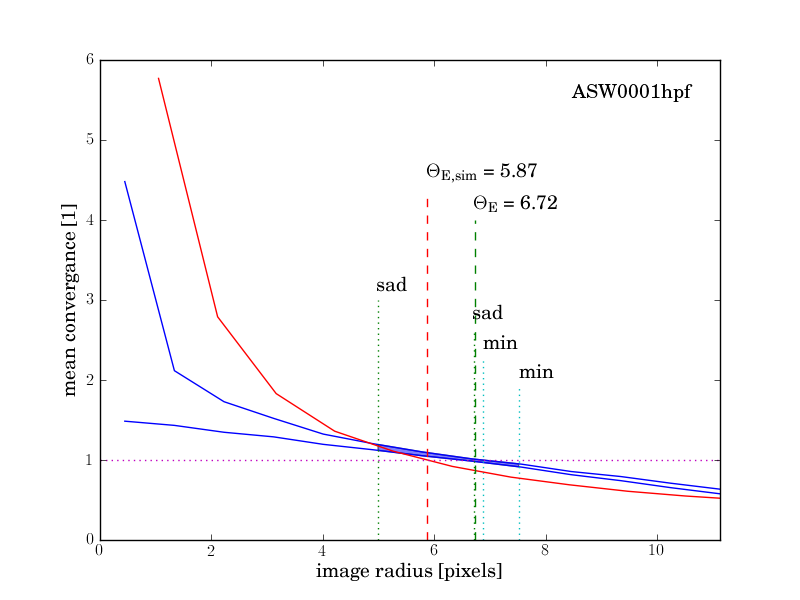 6
ASW0001hpf
5
Θ_E,sim = 5.87
Θ_E = 6.72
4
sad
3
sad
min
min
2
1
0
mean convergance [1]
0 2 4 6 8 10
image radius [pixels]